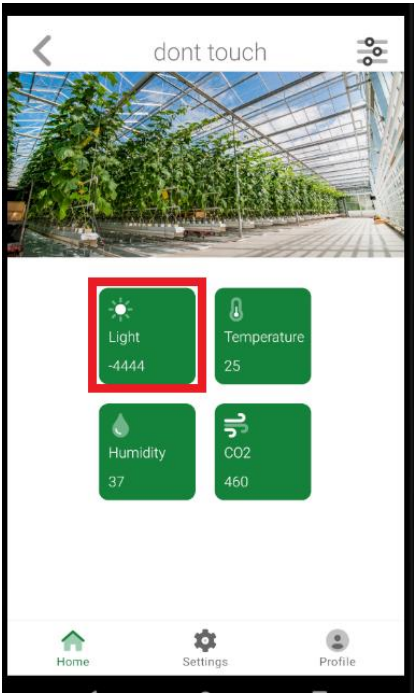 dont touch
Light
-4444
Temperature
25
Humidity
37
CO2
460
Home
Settings
Profile